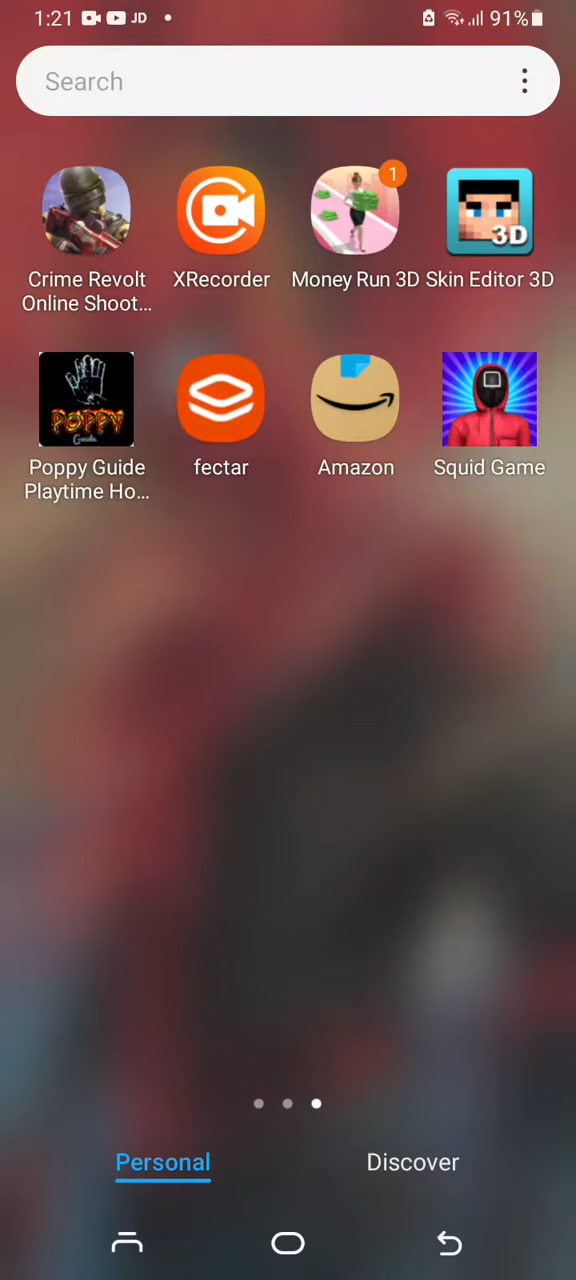 1:21 JD 91%
Search
1
3D
Crime Revolt XRecorder Money Run 3D Skin Editor 3D
Online Shoot...
POPPY
Guide
Poppy Guide fectar Amazon Squid Game
Playtime Ho...
Personal Discover